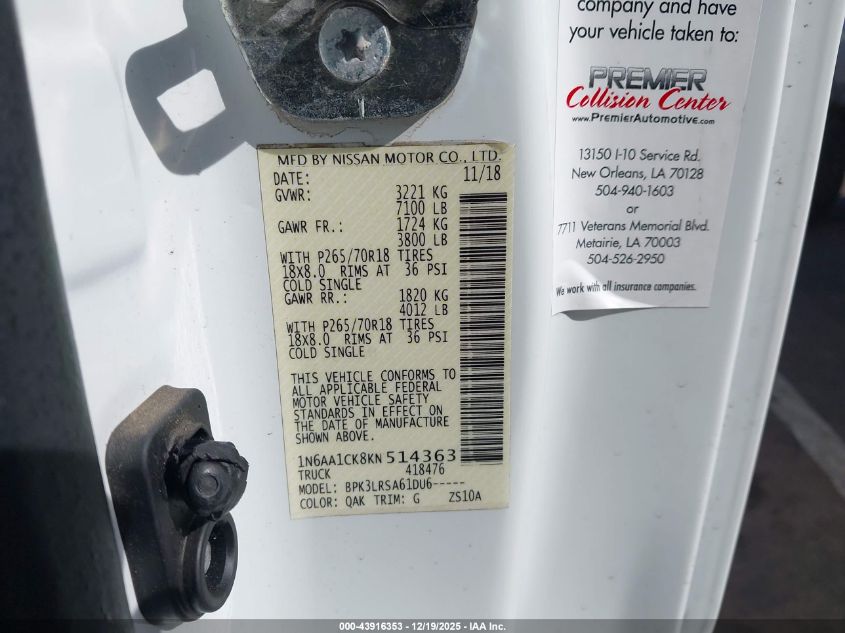 MFD BY NISSAN MOTOR CO., LTD.
DATE: 11/18
GVWR: 3221 KG
7100 LB
GAWR FR.: 1724 KG
3800 LB
WITH P265/70R18 TIRES
18x8.0 RIMS AT 36 PSI
COLD SINGLE
GAWR RR.: 1820 KG
4012 LB
WITH P265/70R18 TIRES
18x8.0 RIMS AT 36 PSI
COLD SINGLE
THIS VEHICLE CONFORMS TO
ALL APPLICABLE FEDERAL
MOTOR VEHICLE SAFETY
STANDARDS IN EFFECT ON
THE DATE OF MANUFACTURE
SHOWN ABOVE.
1N6AA1CK8KN514363
TRUCK 418476
MODEL: BPK3LRSA61DU6-----
COLOR: QAK TRIM: G ZS10A
company and have
your vehicle taken to:
PREMIER
Collision Center
www.PremierAutomotive.com
13150 I-10 Service Rd.
New Orleans, LA 70128
504-940-1603
or
7711 Veterans Memorial Blvd.
Metairie, LA 70003
504-526-2950
We work with all insurance companies.
000-43916353 - 12/19/2025 - IAA Inc.